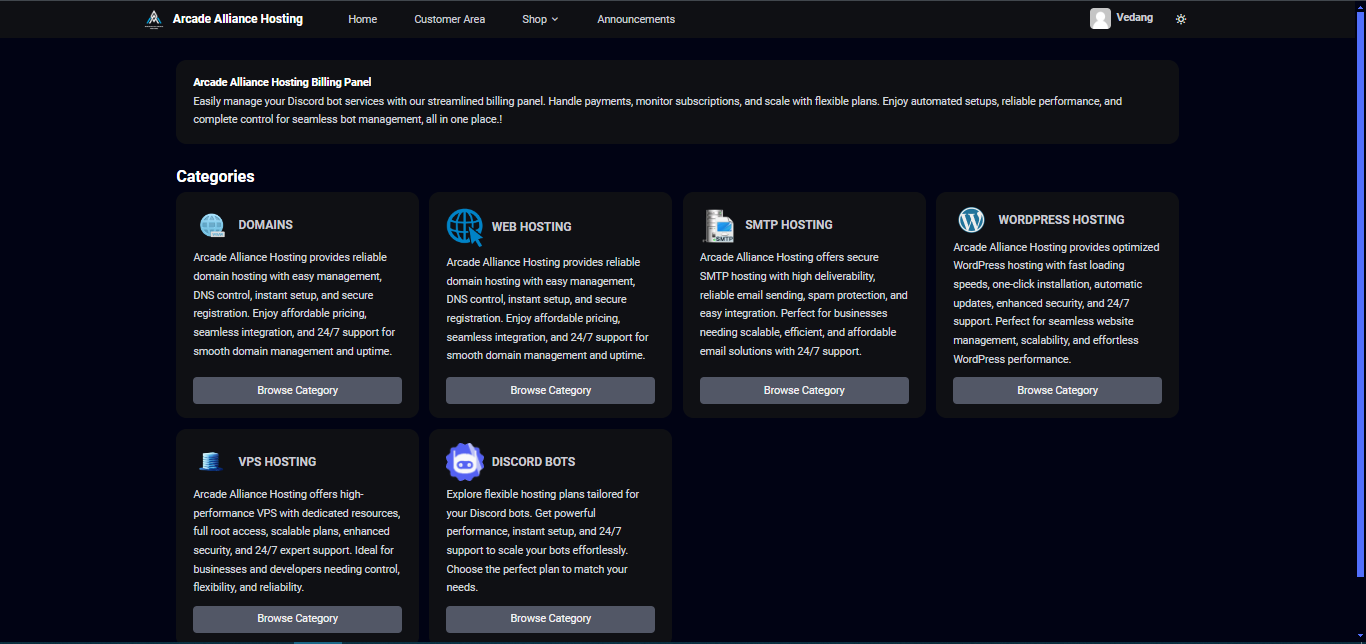 Arcade Alliance Hosting
Home
Customer Area
Shop
Announcements
Vedang
Arcade Alliance Hosting Billing Panel
Easily manage your Discord bot services with our streamlined billing panel. Handle payments, monitor subscriptions, and scale with flexible plans. Enjoy automated setups, reliable performance, and
complete control for seamless bot management, all in one place.!
Categories
DOMAINS
Arcade Alliance Hosting provides reliable
domain hosting with easy management,
DNS control, instant setup, and secure
registration. Enjoy affordable pricing,
seamless integration, and 24/7 support for
smooth domain management and uptime.
Browse Category
WEB HOSTING
Arcade Alliance Hosting provides reliable
domain hosting with easy management,
DNS control, instant setup, and secure
registration. Enjoy affordable pricing,
seamless integration, and 24/7 support for
smooth domain management and uptime.
Browse Category
SMTP
SMTP HOSTING
Arcade Alliance Hosting offers secure
SMTP hosting with high deliverability,
reliable email sending, spam protection, and
easy integration. Perfect for businesses
needing scalable, efficient, and affordable
email solutions with 24/7 support.
Browse Category
WORDPRESS HOSTING
Arcade Alliance Hosting provides optimized
WordPress hosting with fast loading
speeds, one-click installation, automatic
updates, enhanced security, and 24/7
support. Perfect for seamless website
management, scalability, and effortless
WordPress performance.
Browse Category
VPS HOSTING
Arcade Alliance Hosting offers high-
performance VPS with dedicated resources,
full root access, scalable plans, enhanced
security, and 24/7 expert support. Ideal for
businesses and developers needing control,
flexibility, and reliability.
Browse Category
DISCORD BOTS
Explore flexible hosting plans tailored for
your Discord bots. Get powerful
performance, instant setup, and 24/7
support to scale your bots effortlessly.
Choose the perfect plan to match your
needs.
Browse Category